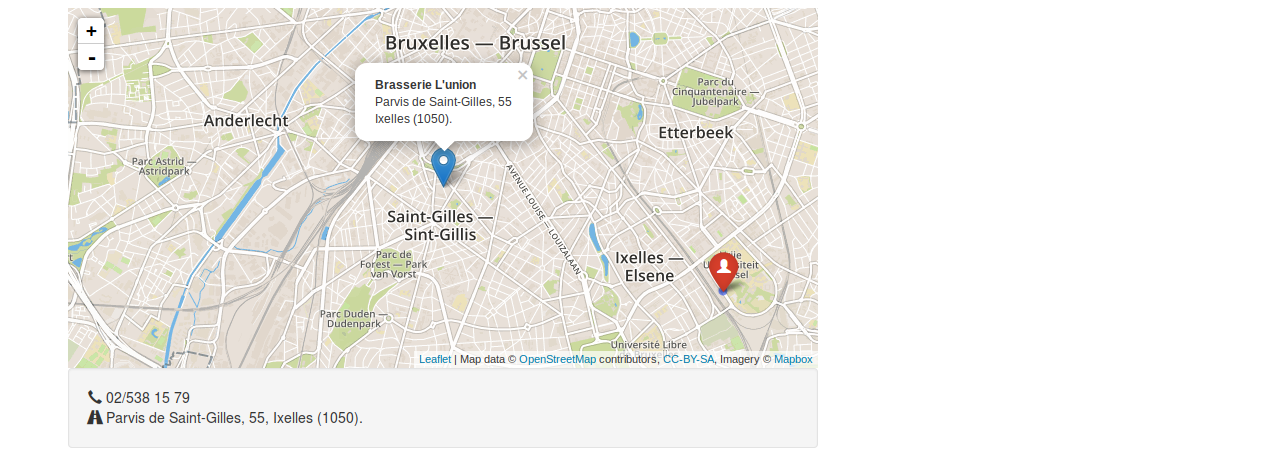 +
-
Bruxelles — Brussel
×
Brasserie L'union
Parvis de Saint-Gilles, 55
Ixelles (1050).
Parc du
Cinquantenaire —
Jubelpark
Anderlecht
Etterbeek
Parc Astrid —
Astridpark
AVENUE LOUISE — LOUIZALAAN
Saint-Gilles —
Sint-Gillis
Parc de
Forest — Park
van Vorst
Ixelles —
Elsene
Parc Duden —
Dudenpark
Université Libre
Leaflet | Map data © OpenStreetMap contributors, CC-BY-SA, Imagery © Mapbox
02/538 15 79
Parvis de Saint-Gilles, 55, Ixelles (1050).